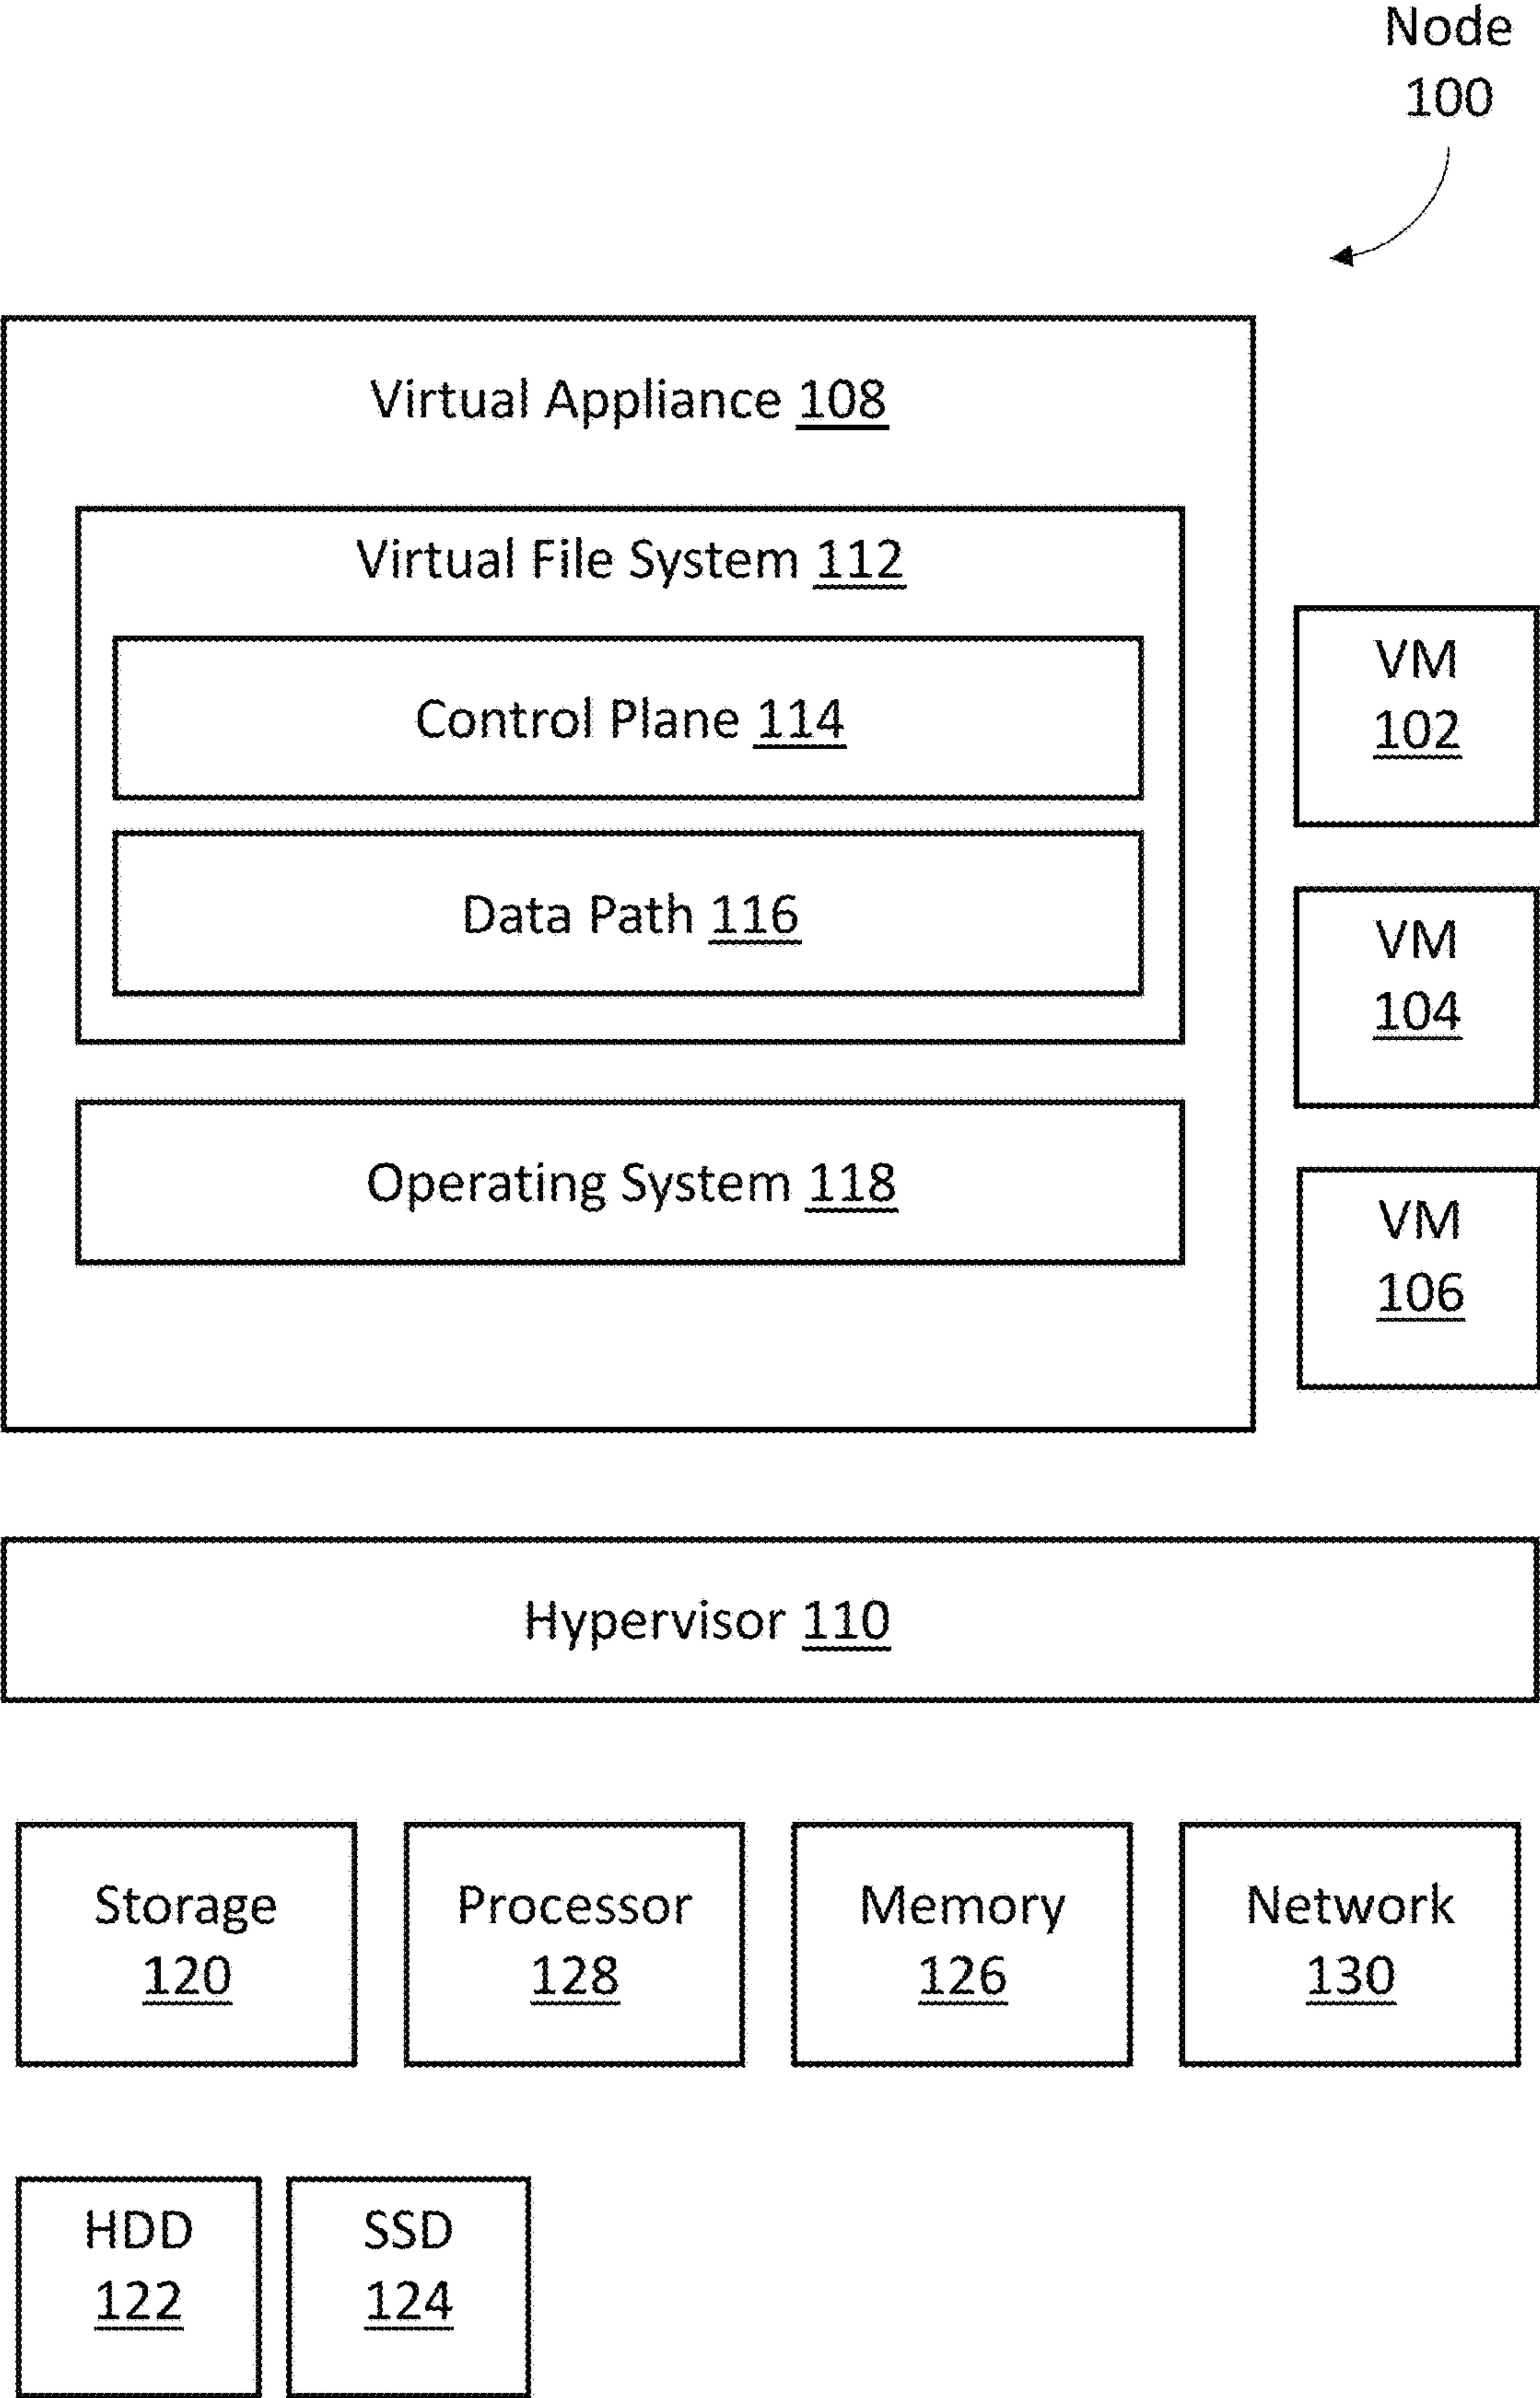 Node
100
Virtual Appliance 108
Virtual File System 112
Control Plane 114
Data Path 116
Operating System 118
VM
102
VM
104
VM
106
Hypervisor 110
Storage
120
Processor
128
Memory
126
Network
130
HDD
122
SSD
124